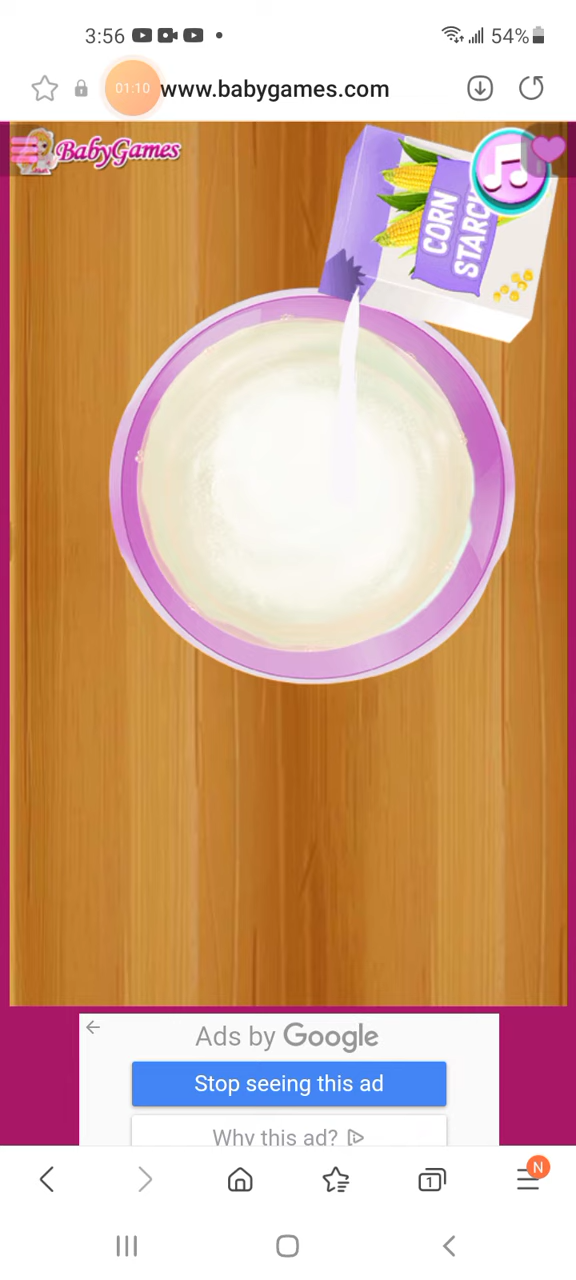 3:56
54%
01:10
www.babygames.com
BabyGames
CORN
STARC
Ads by Google
Stop seeing this ad
Why this ad?
1
N